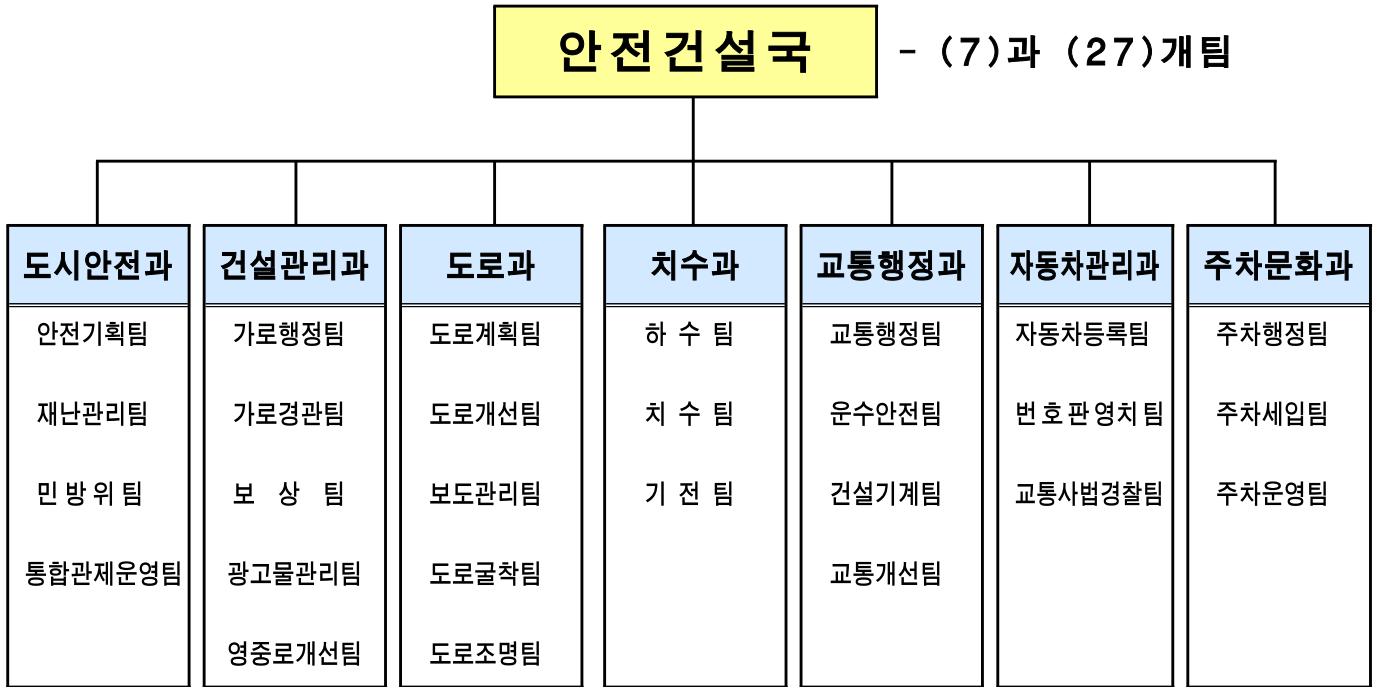 안전건설국 - (7)과 (27)개팀
도시안전과
안전기획팀
재난관리팀
민방위팀
통합관제운영팀
건설관리과
가로행정팀
가로경관팀
보 상 팀
광고물관리팀
영중로개선팀
도로과
도로계획팀
도로개선팀
보도관리팀
도로굴착팀
도로조명팀
치수과
하 수 팀
치 수 팀
기 전 팀
교통행정과
교통행정팀
운수안전팀
건설기계팀
교통개선팀
자동차관리과
자동차등록팀
번호판영치팀
교통사법경찰팀
주차문화과
주차행정팀
주차세입팀
주차운영팀